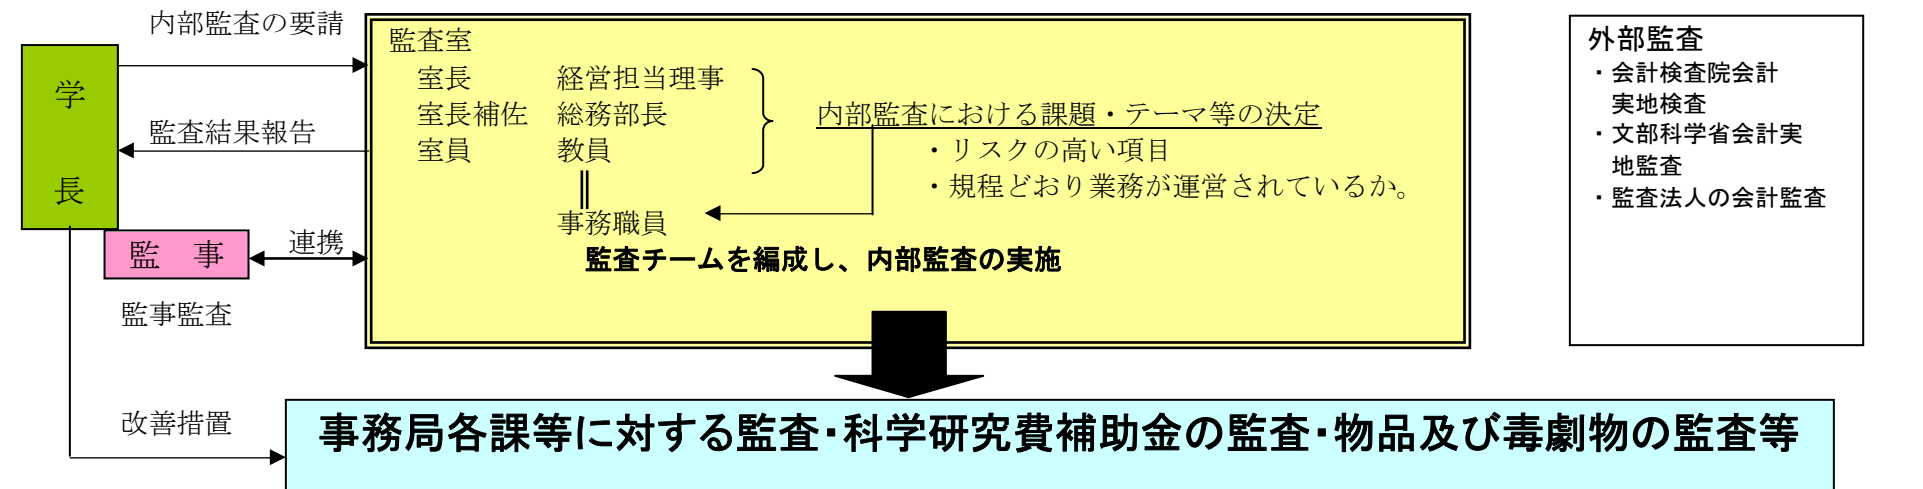 内部監査の要請
学
長
監査結果報告
監　事
連携
監事監査
改善措置
監査室
室長　経営担当理事
室長補佐　総務部長
室員　教員
‖
事務職員
内部監査における課題・テーマ等の決定
・リスクの高い項目
・規程どおり業務が運営されているか。
監査チームを編成し、内部監査の実施
外部監査
・会計検査院会計
実地検査
・文部科学省会計実
地監査
・監査法人の会計監査
事務局各課等に対する監査・科学研究費補助金の監査・物品及び毒劇物の監査等